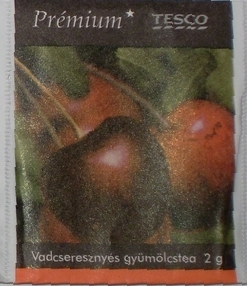 Prémium* TESCO
Vadcseresznyés gyümölcstea 2 g